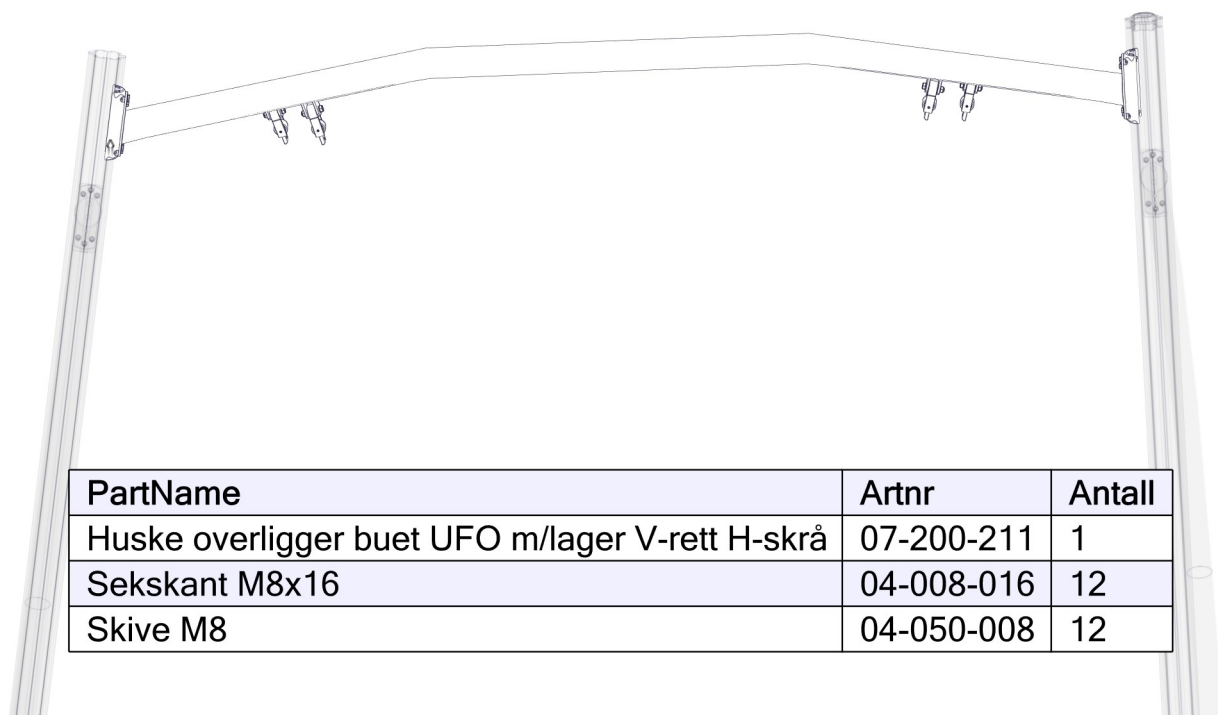 PartName Artnr Antall
Huske overligger buet UFO m/lager V-rett H-skrå 07-200-211 1
Sekskant M8x16 04-008-016 12
Skive M8 04-050-008 12